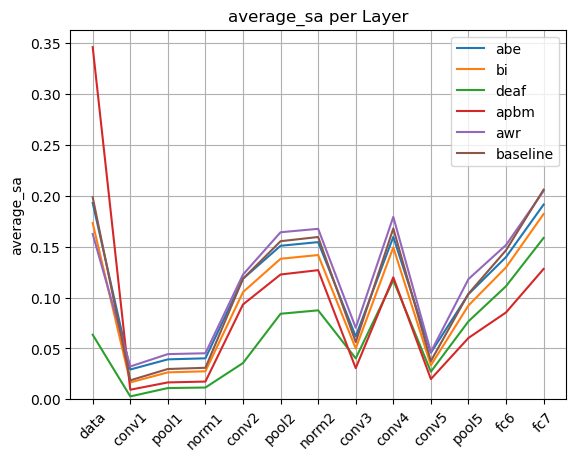 average_sa per Layer
average_sa
0.35
0.30
0.25
0.20
0.15
0.10
0.05
0.00
abe
bi
deaf
apbm
awr
baseline
data
conv1
pool1
norm1
conv2
pool2
norm2
conv3
conv4
conv5
pool5
fc6
fc7